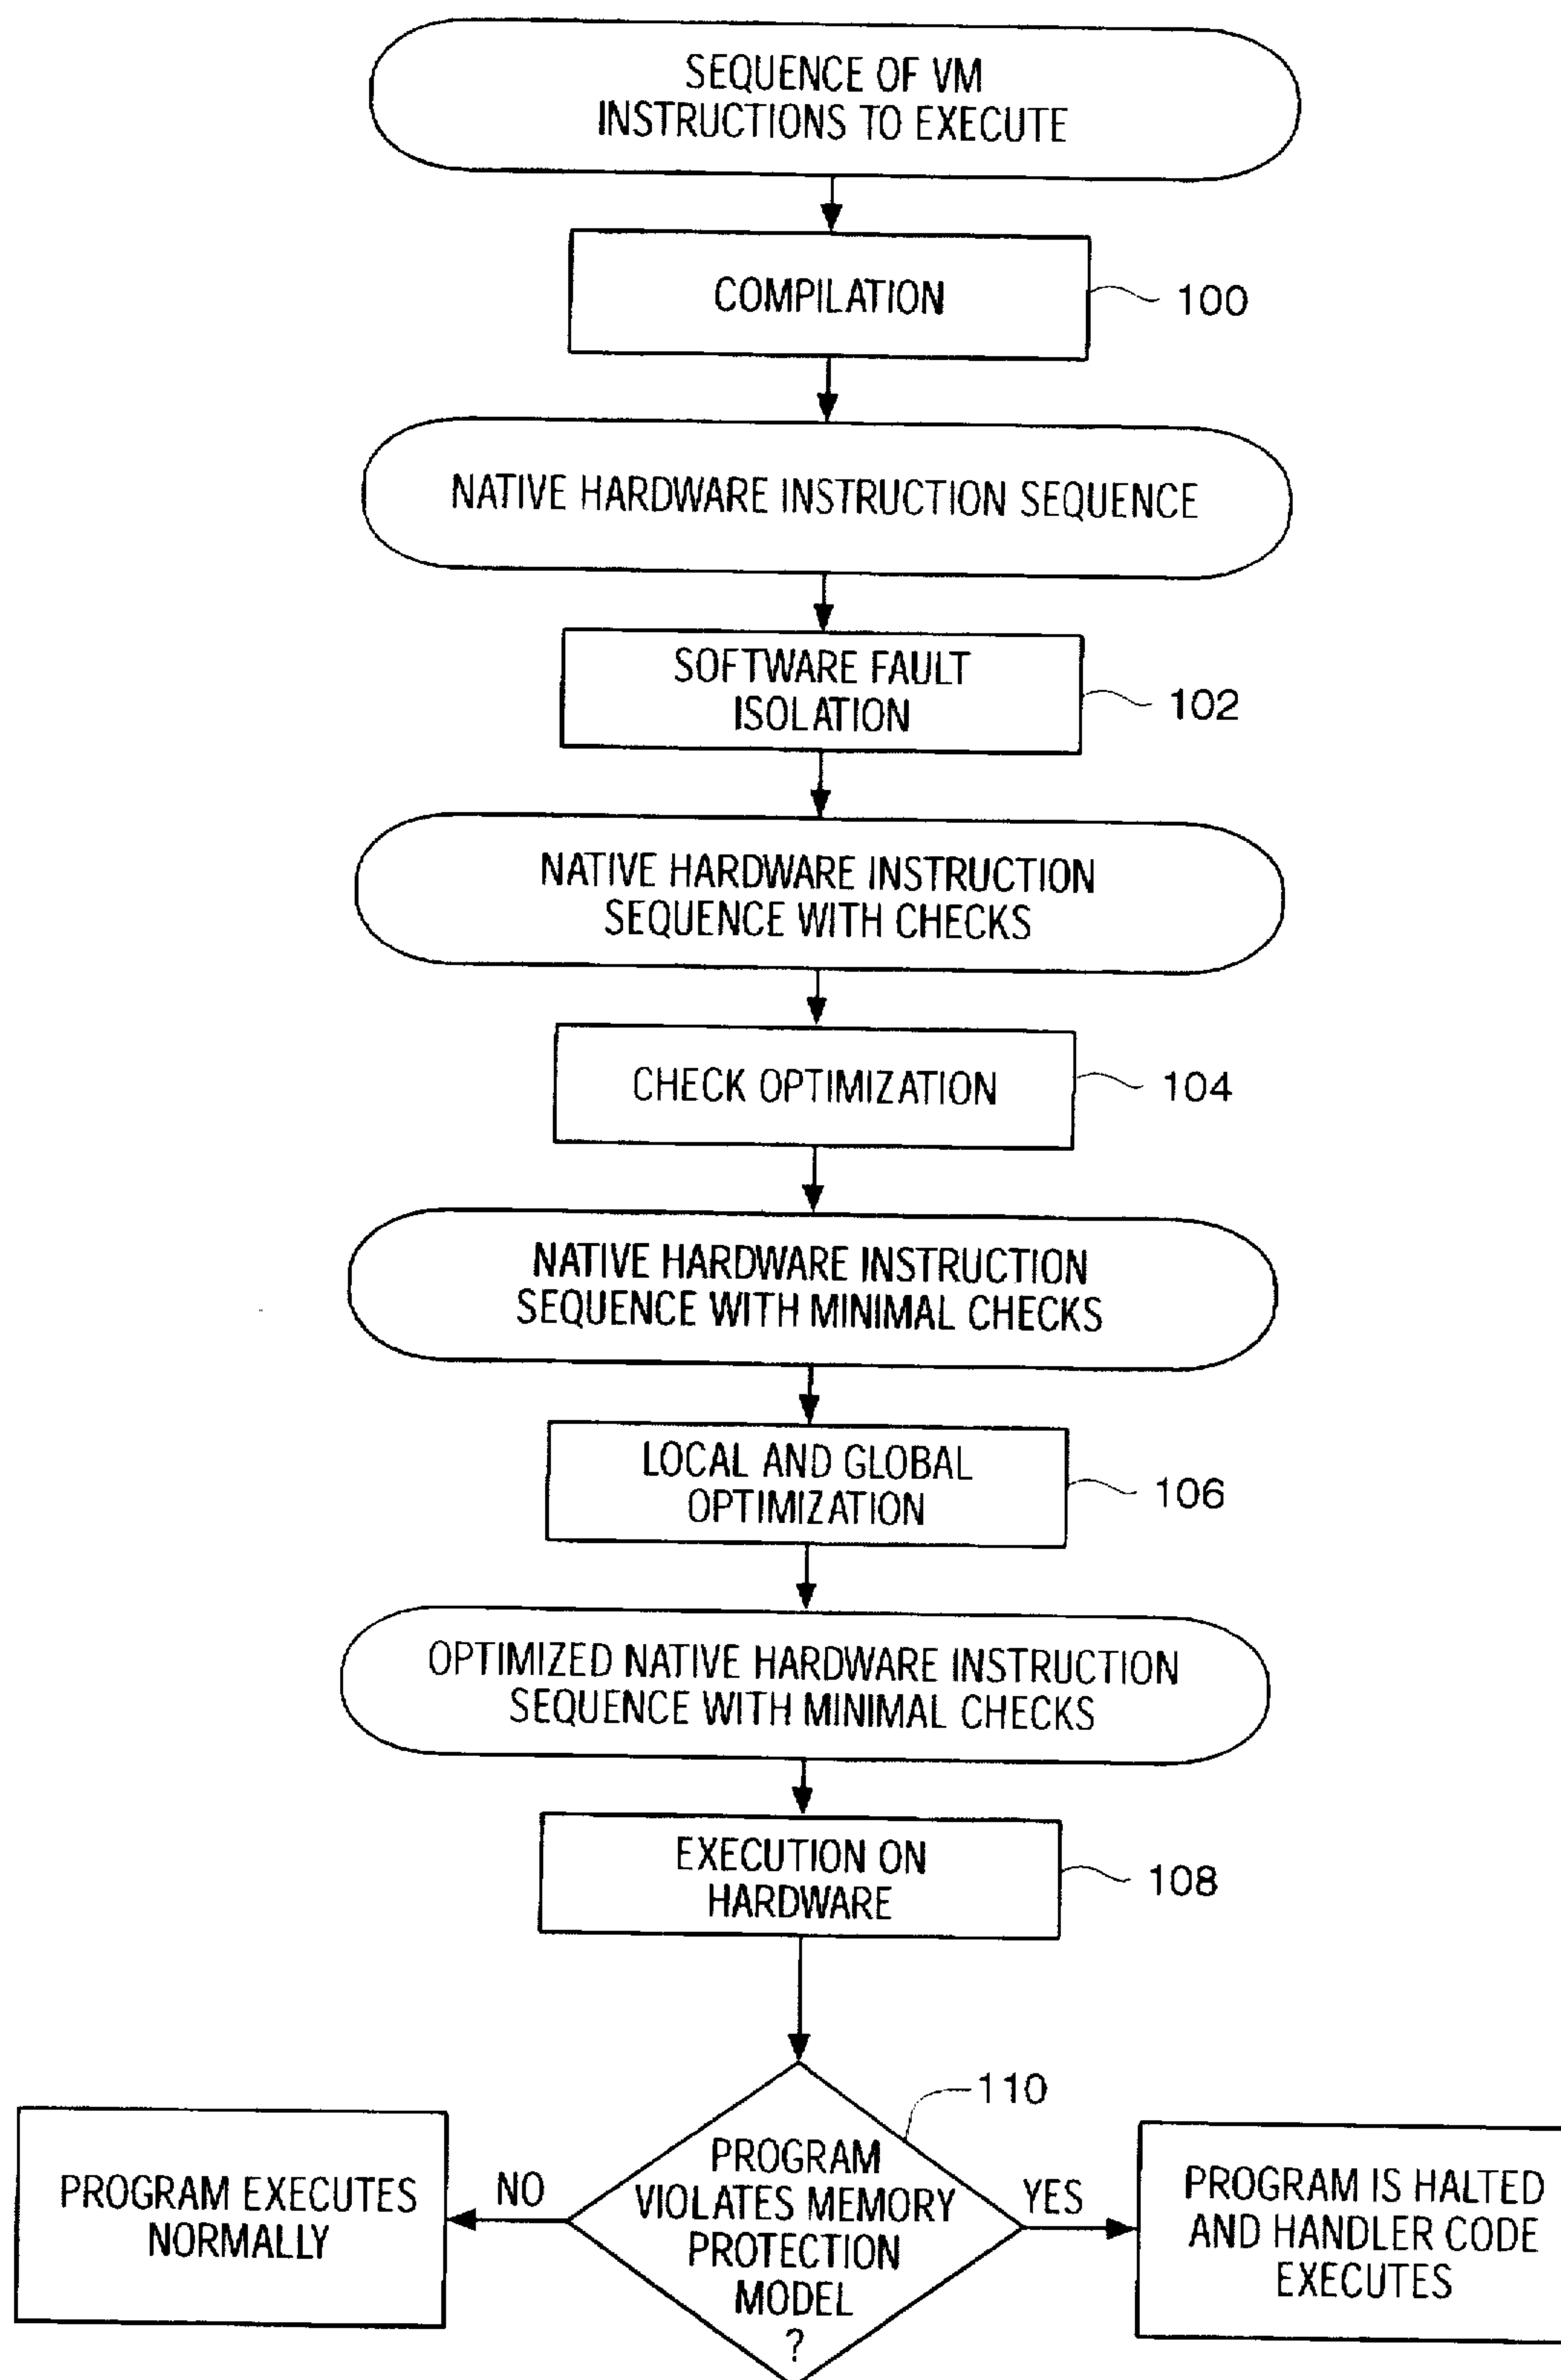 SEQUENCE OF VM
INSTRUCTIONS TO EXECUTE
COMPILATION
100
NATIVE HARDWARE INSTRUCTION SEQUENCE
SOFTWARE FAULT
ISOLATION
102
NATIVE HARDWARE INSTRUCTION
SEQUENCE WITH CHECKS
CHECK OPTIMIZATION
104
NATIVE HARDWARE INSTRUCTION
SEQUENCE WITH MINIMAL CHECKS
LOCAL AND GLOBAL
OPTIMIZATION
106
OPTIMIZED NATIVE HARDWARE INSTRUCTION
SEQUENCE WITH MINIMAL CHECKS
EXECUTION ON
HARDWARE
108
110
PROGRAM
VIOLATES MEMORY
PROTECTION
MODEL
?
NO
PROGRAM EXECUTES
NORMALLY
YES
PROGRAM IS HALTED
AND HANDLER CODE
EXECUTES